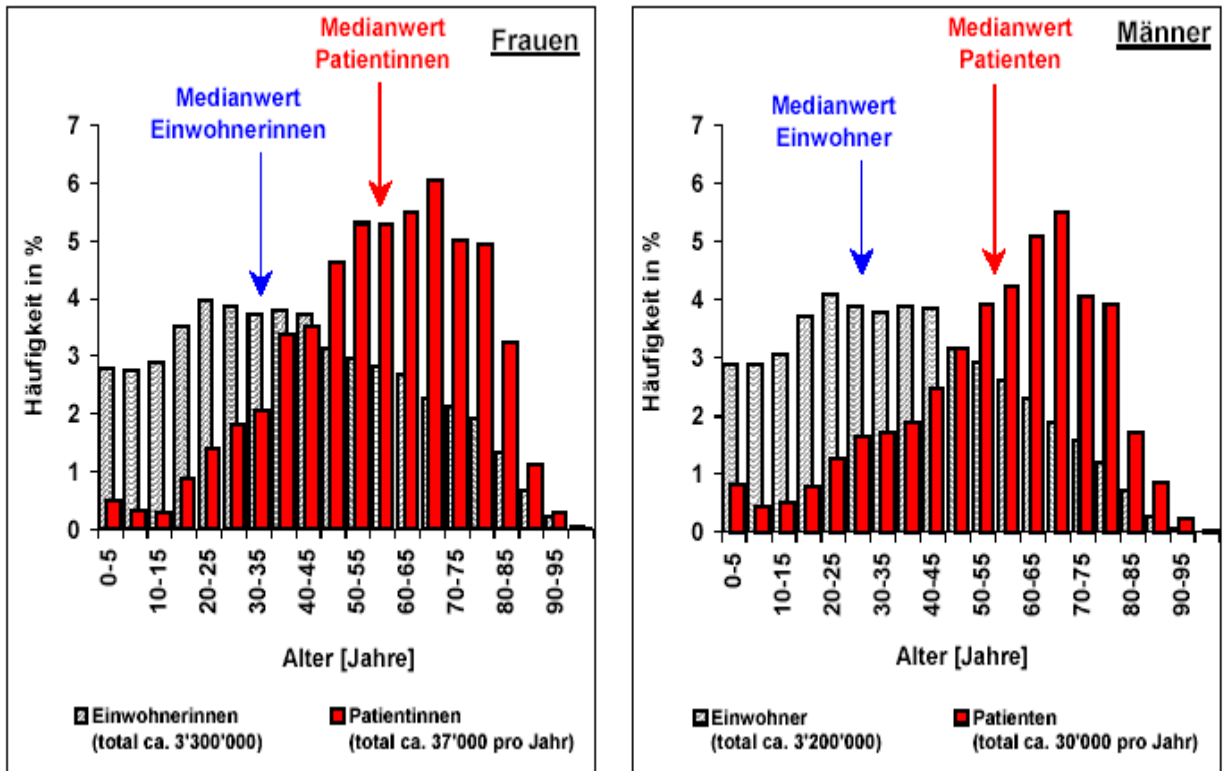 Medianwert
Patientinnen
Frauen
Medianwert
Einwohnerinnen
7
6
5
4
3
2
1
0
Häufigkeit in %
0-5
10-15
20-25
30-35
40-45
50-55
60-65
70-75
80-85
90-95
Alter [Jahre]
Einwohnerinnen
(total ca. 3'300'000)
Patientinnen
(total ca. 37'000 pro Jahr)
Medianwert
Patienten
Männer
Medianwert
Einwohner
7
6
5
4
3
2
1
0
Häufigkeit in %
0-5
10-15
20-25
30-35
40-45
50-55
60-65
70-75
80-85
90-95
Alter [Jahre]
Einwohner
(total ca. 3'200'000)
Patienten
(total ca. 30'000 pro Jahr)